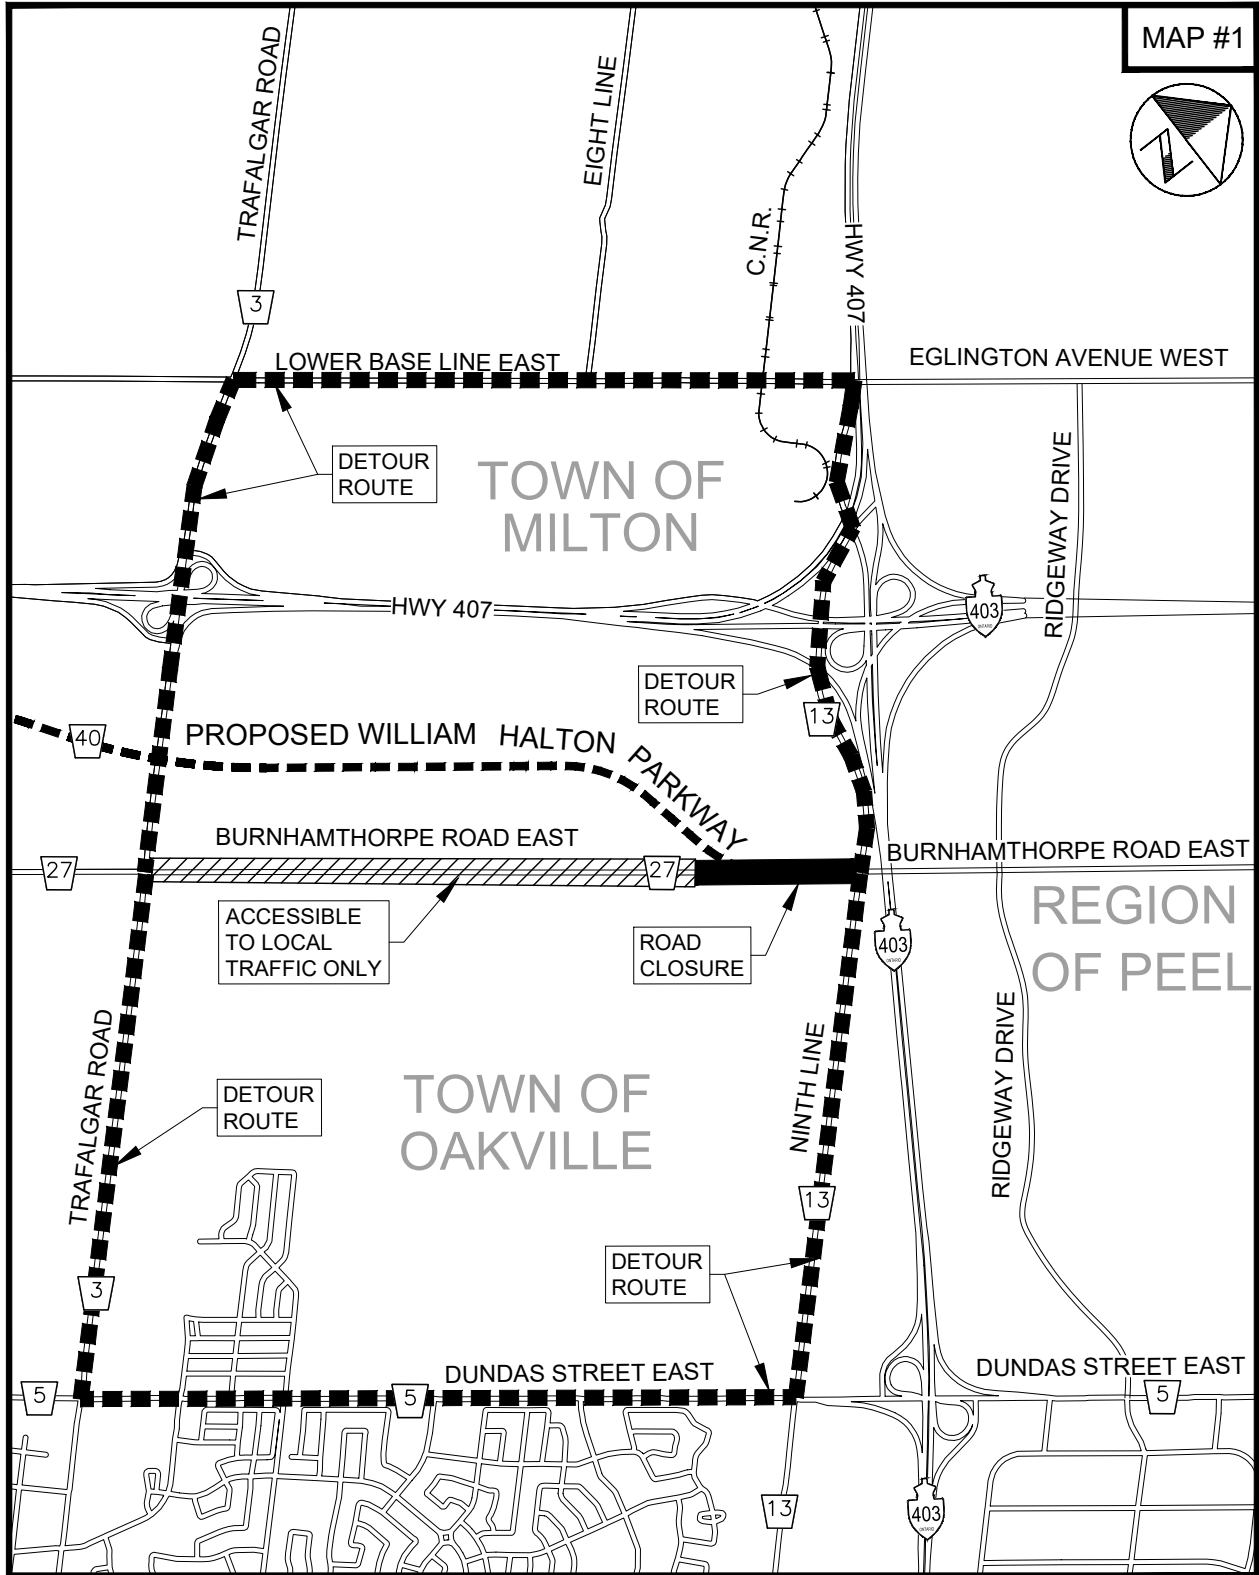 MAP #1
TRAFALGAR ROAD
EIGHT LINE
C.N.R.
HWY 407
3
LOWER BASE LINE EAST
EGLINGTON AVENUE WEST
DETOUR
ROUTE
TOWN OF
MILTON
RIDGEWAY DRIVE
HWY 407
403
ONTARIO
DETOUR
ROUTE
13
40
PROPOSED WILLIAM HALTON PARKWAY
BURNHAMTHORPE ROAD EAST
BURNHAMTHORPE ROAD EAST
27
27
ACCESSIBLE
TO LOCAL
TRAFFIC ONLY
ROAD
CLOSURE
403
ONTARIO
REGION
OF PEEL
TRAFALGAR ROAD
DETOUR
ROUTE
TOWN OF
OAKVILLE
NINTH LINE
RIDGEWAY DRIVE
13
DETOUR
ROUTE
3
DUNDAS STREET EAST
DUNDAS STREET EAST
5
5
5
13
403
ONTARIO